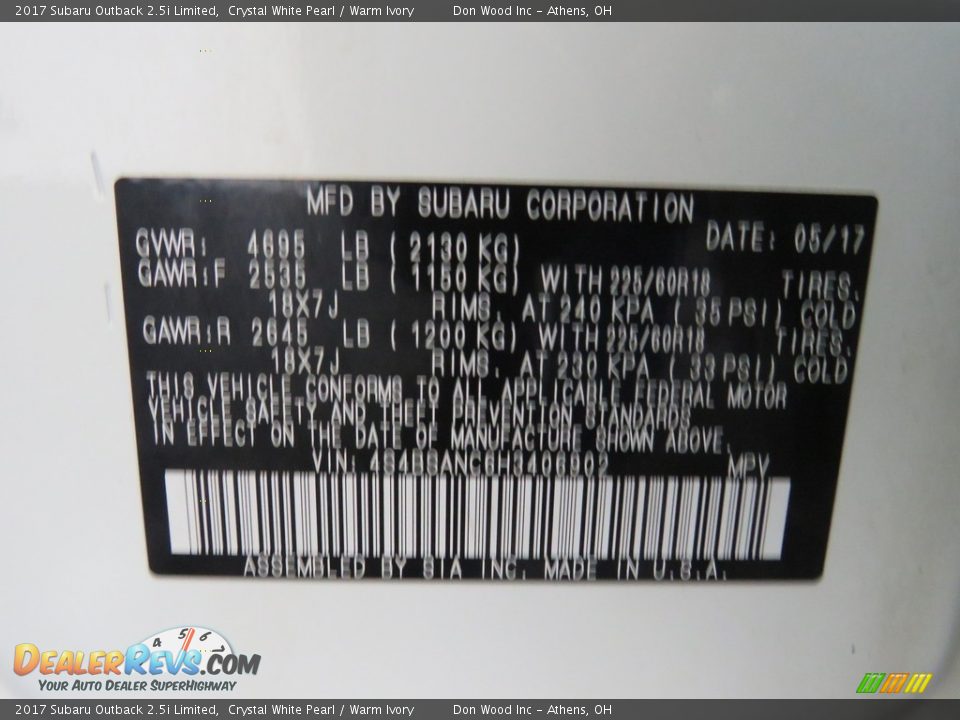 2017 Subaru Outback 2.5i Limited, Crystal White Pearl / Warm Ivory Don Wood Inc - Athens, OH
MFD BY SUBARU CORPORATION
GVWR: 4695 LB ( 2130 KG) DATE: 05/17
GAWR:F 2535 LB ( 1150 KG) WITH 225/60R18 TIRES,
18X7J RIMS, AT 240 KPA ( 35 PSI) COLD
GAWR:R 2645 LB ( 1200 KG) WITH 225/60R18 TIRES,
18X7J RIMS, AT 230 KPA ( 33 PSI) COLD
THIS VEHICLE CONFORMS TO ALL APPLICABLE FEDERAL MOTOR
VEHICLE SAFETY AND THEFT PREVENTION STANDARDS
IN EFFECT ON THE DATE OF MANUFACTURE SHOWN ABOVE.
VIN: 4S4BSANC6H3406902 MPV
ASSEMBLED BY SIA INC. MADE IN U.S.A.
4 5 6 7
DEALERREVS.COM
YOUR AUTO DEALER SUPERHIGHWAY
2017 Subaru Outback 2.5i Limited, Crystal White Pearl / Warm Ivory Don Wood Inc - Athens, OH